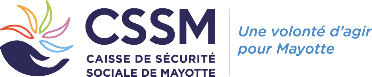 CSSM
CAISSE DE SÉCURITÉ
SOCIALE DE MAYOTTE
Une volonté d'agir
pour Mayotte